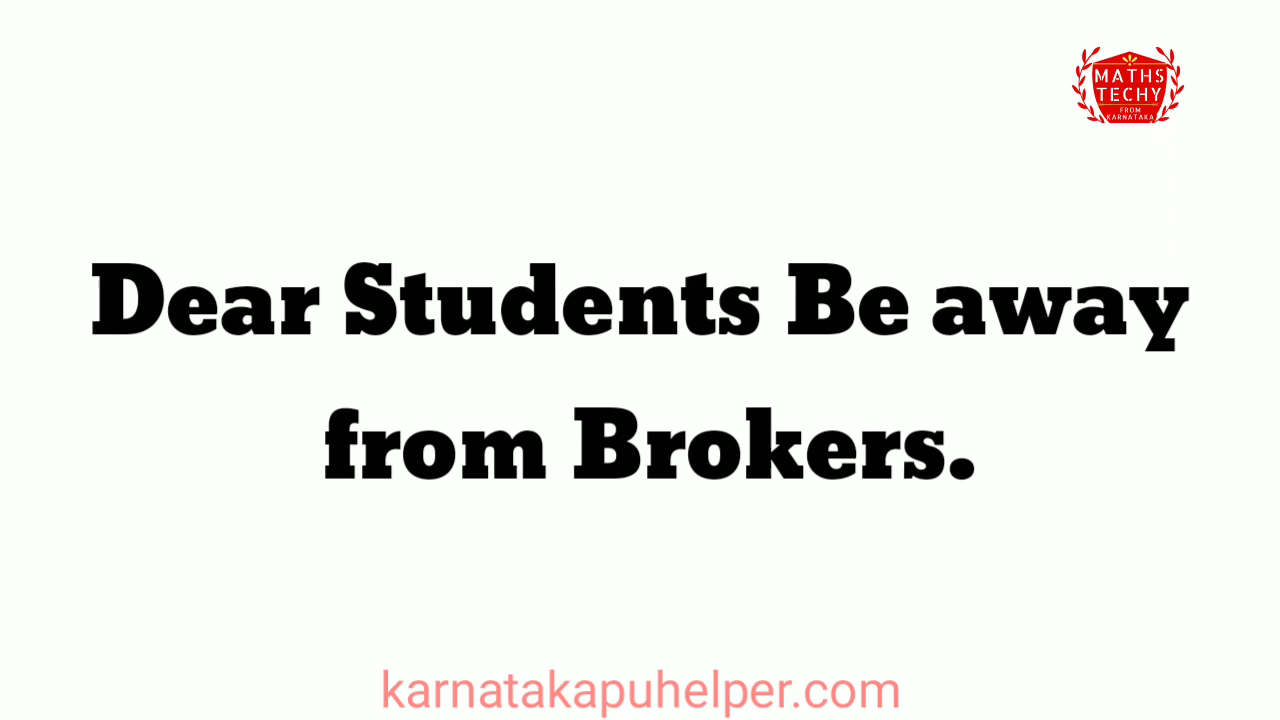 MATHS
TECHY
FROM
KARNATAKA
Dear Students Be away
from Brokers.
karnatakapuhelper.com